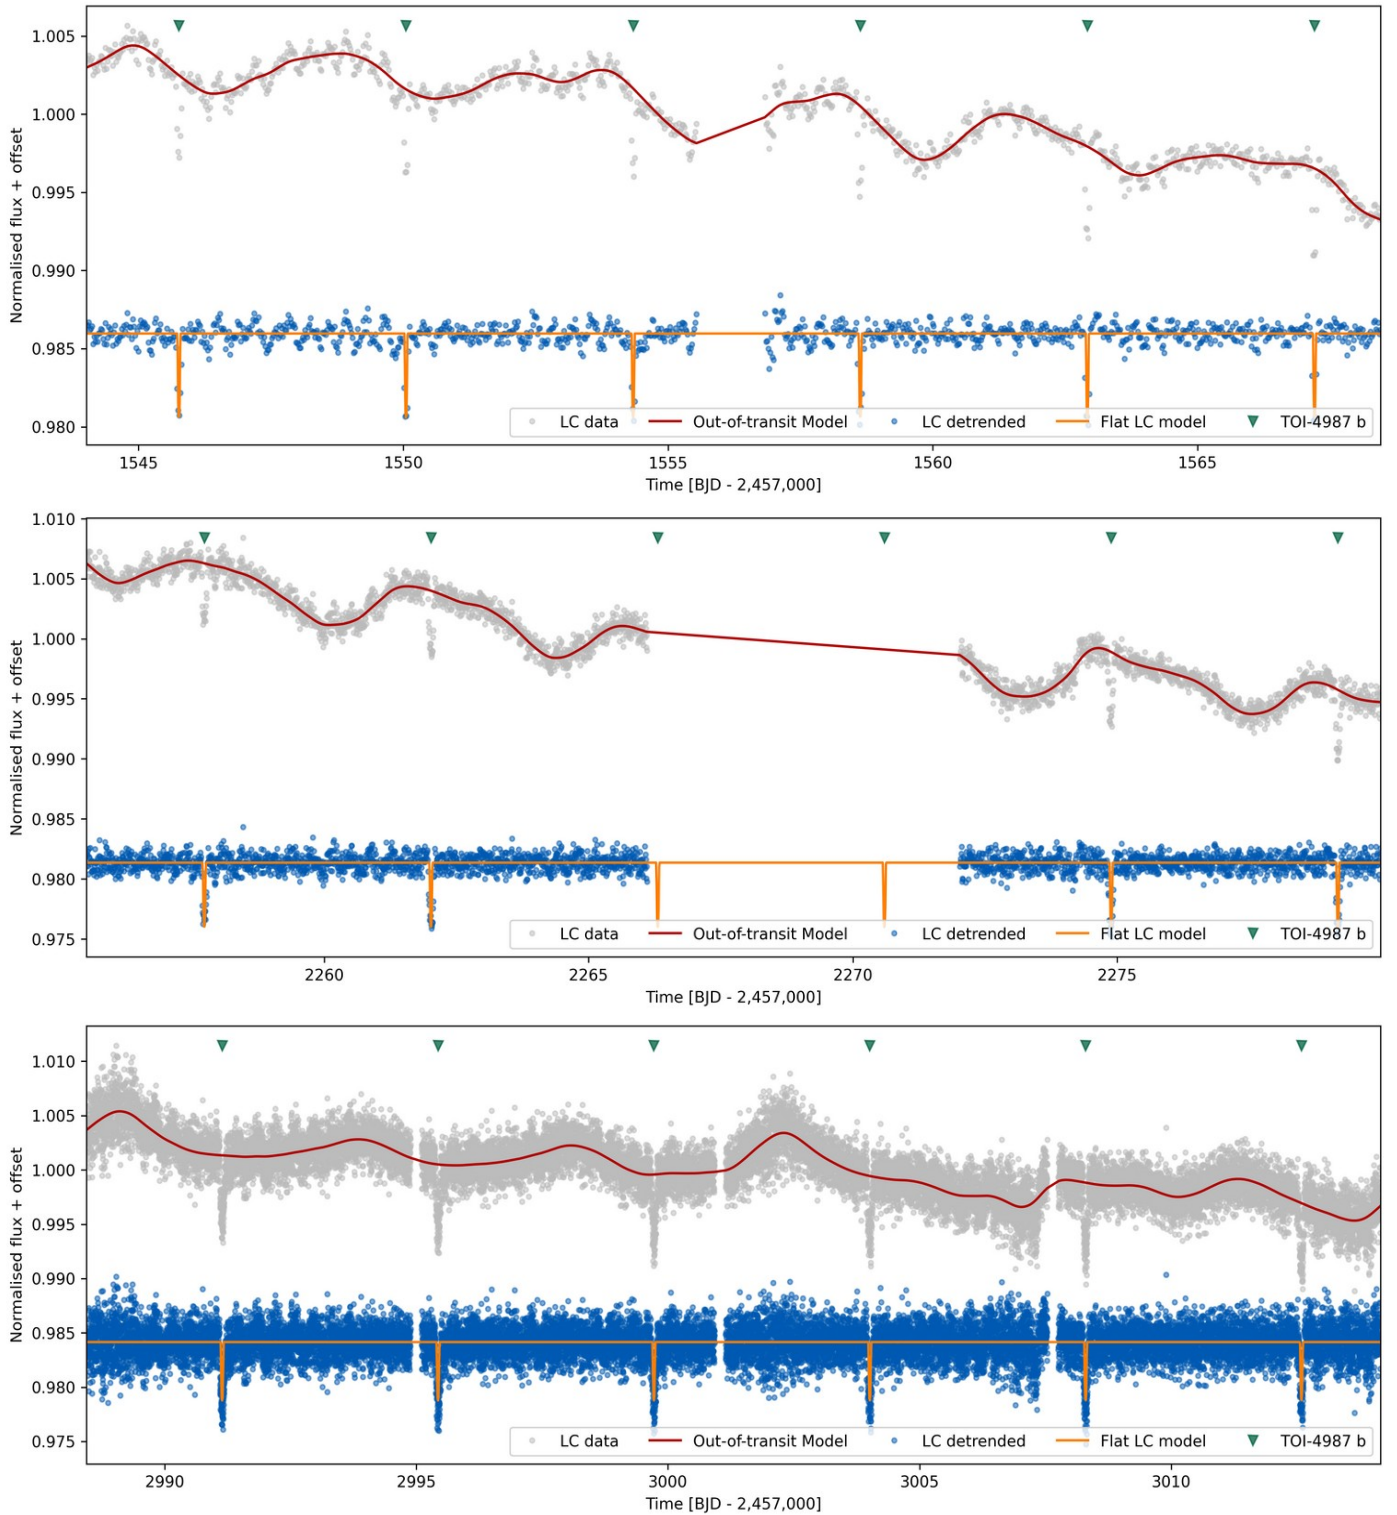 1.005
1.000
0.995
0.990
0.985
0.980
Normalised flux + offset
LC data Out-of-transit Model LC detrended Flat LC model TOI-4987 b
1545 1550 1555 1560 1565
Time [BJD - 2,457,000]
1.010
1.005
1.000
0.995
0.990
0.985
0.980
0.975
Normalised flux + offset
LC data Out-of-transit Model LC detrended Flat LC model TOI-4987 b
2260 2265 2270 2275
Time [BJD - 2,457,000]
1.010
1.005
1.000
0.995
0.990
0.985
0.980
0.975
Normalised flux + offset
LC data Out-of-transit Model LC detrended Flat LC model TOI-4987 b
2990 2995 3000 3005 3010
Time [BJD - 2,457,000]